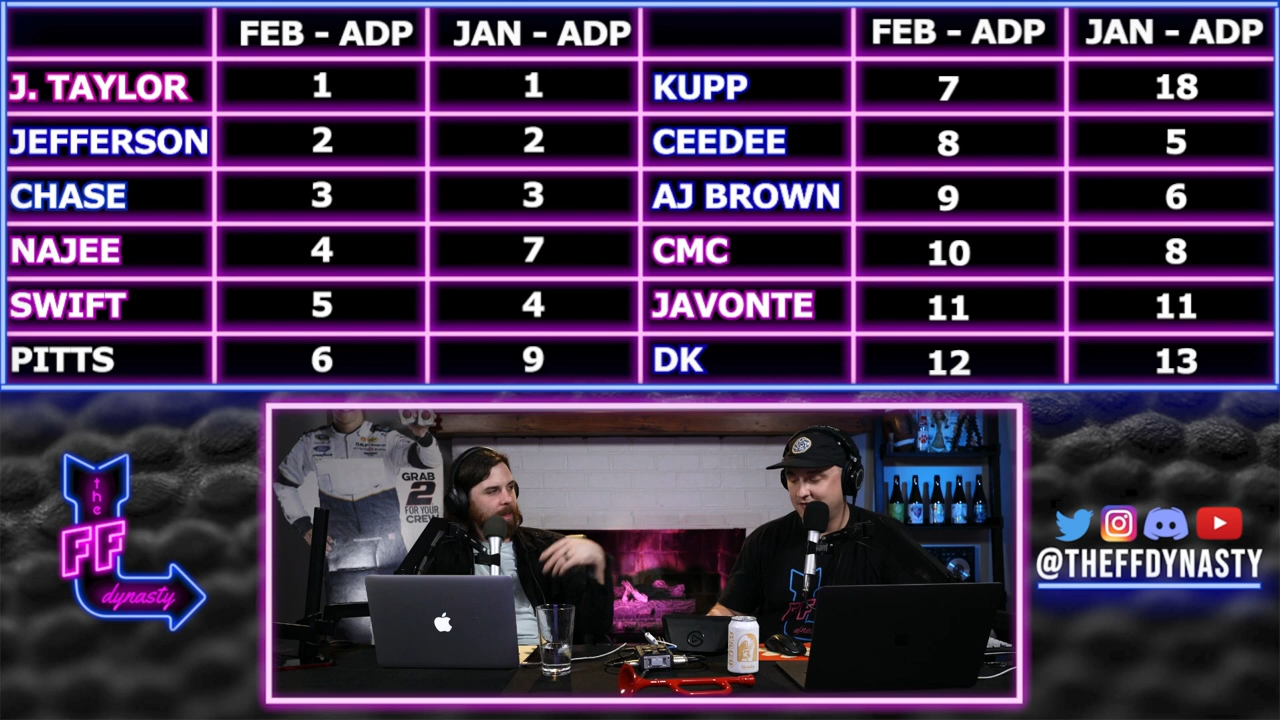 FEB - ADP JAN - ADP FEB - ADP JAN - ADP
J. TAYLOR 1 1 KUPP 7 18
JEFFERSON 2 2 CEEDEE 8 5
CHASE 3 3 AJ BROWN 9 6
NAJEE 4 7 CMC 10 8
SWIFT 5 4 JAVONTE 11 11
PITTS 6 9 DK 12 13
the
FF
dynasty
GRAB
2
FOR YOUR
CREW
@THEFFDYNASTY